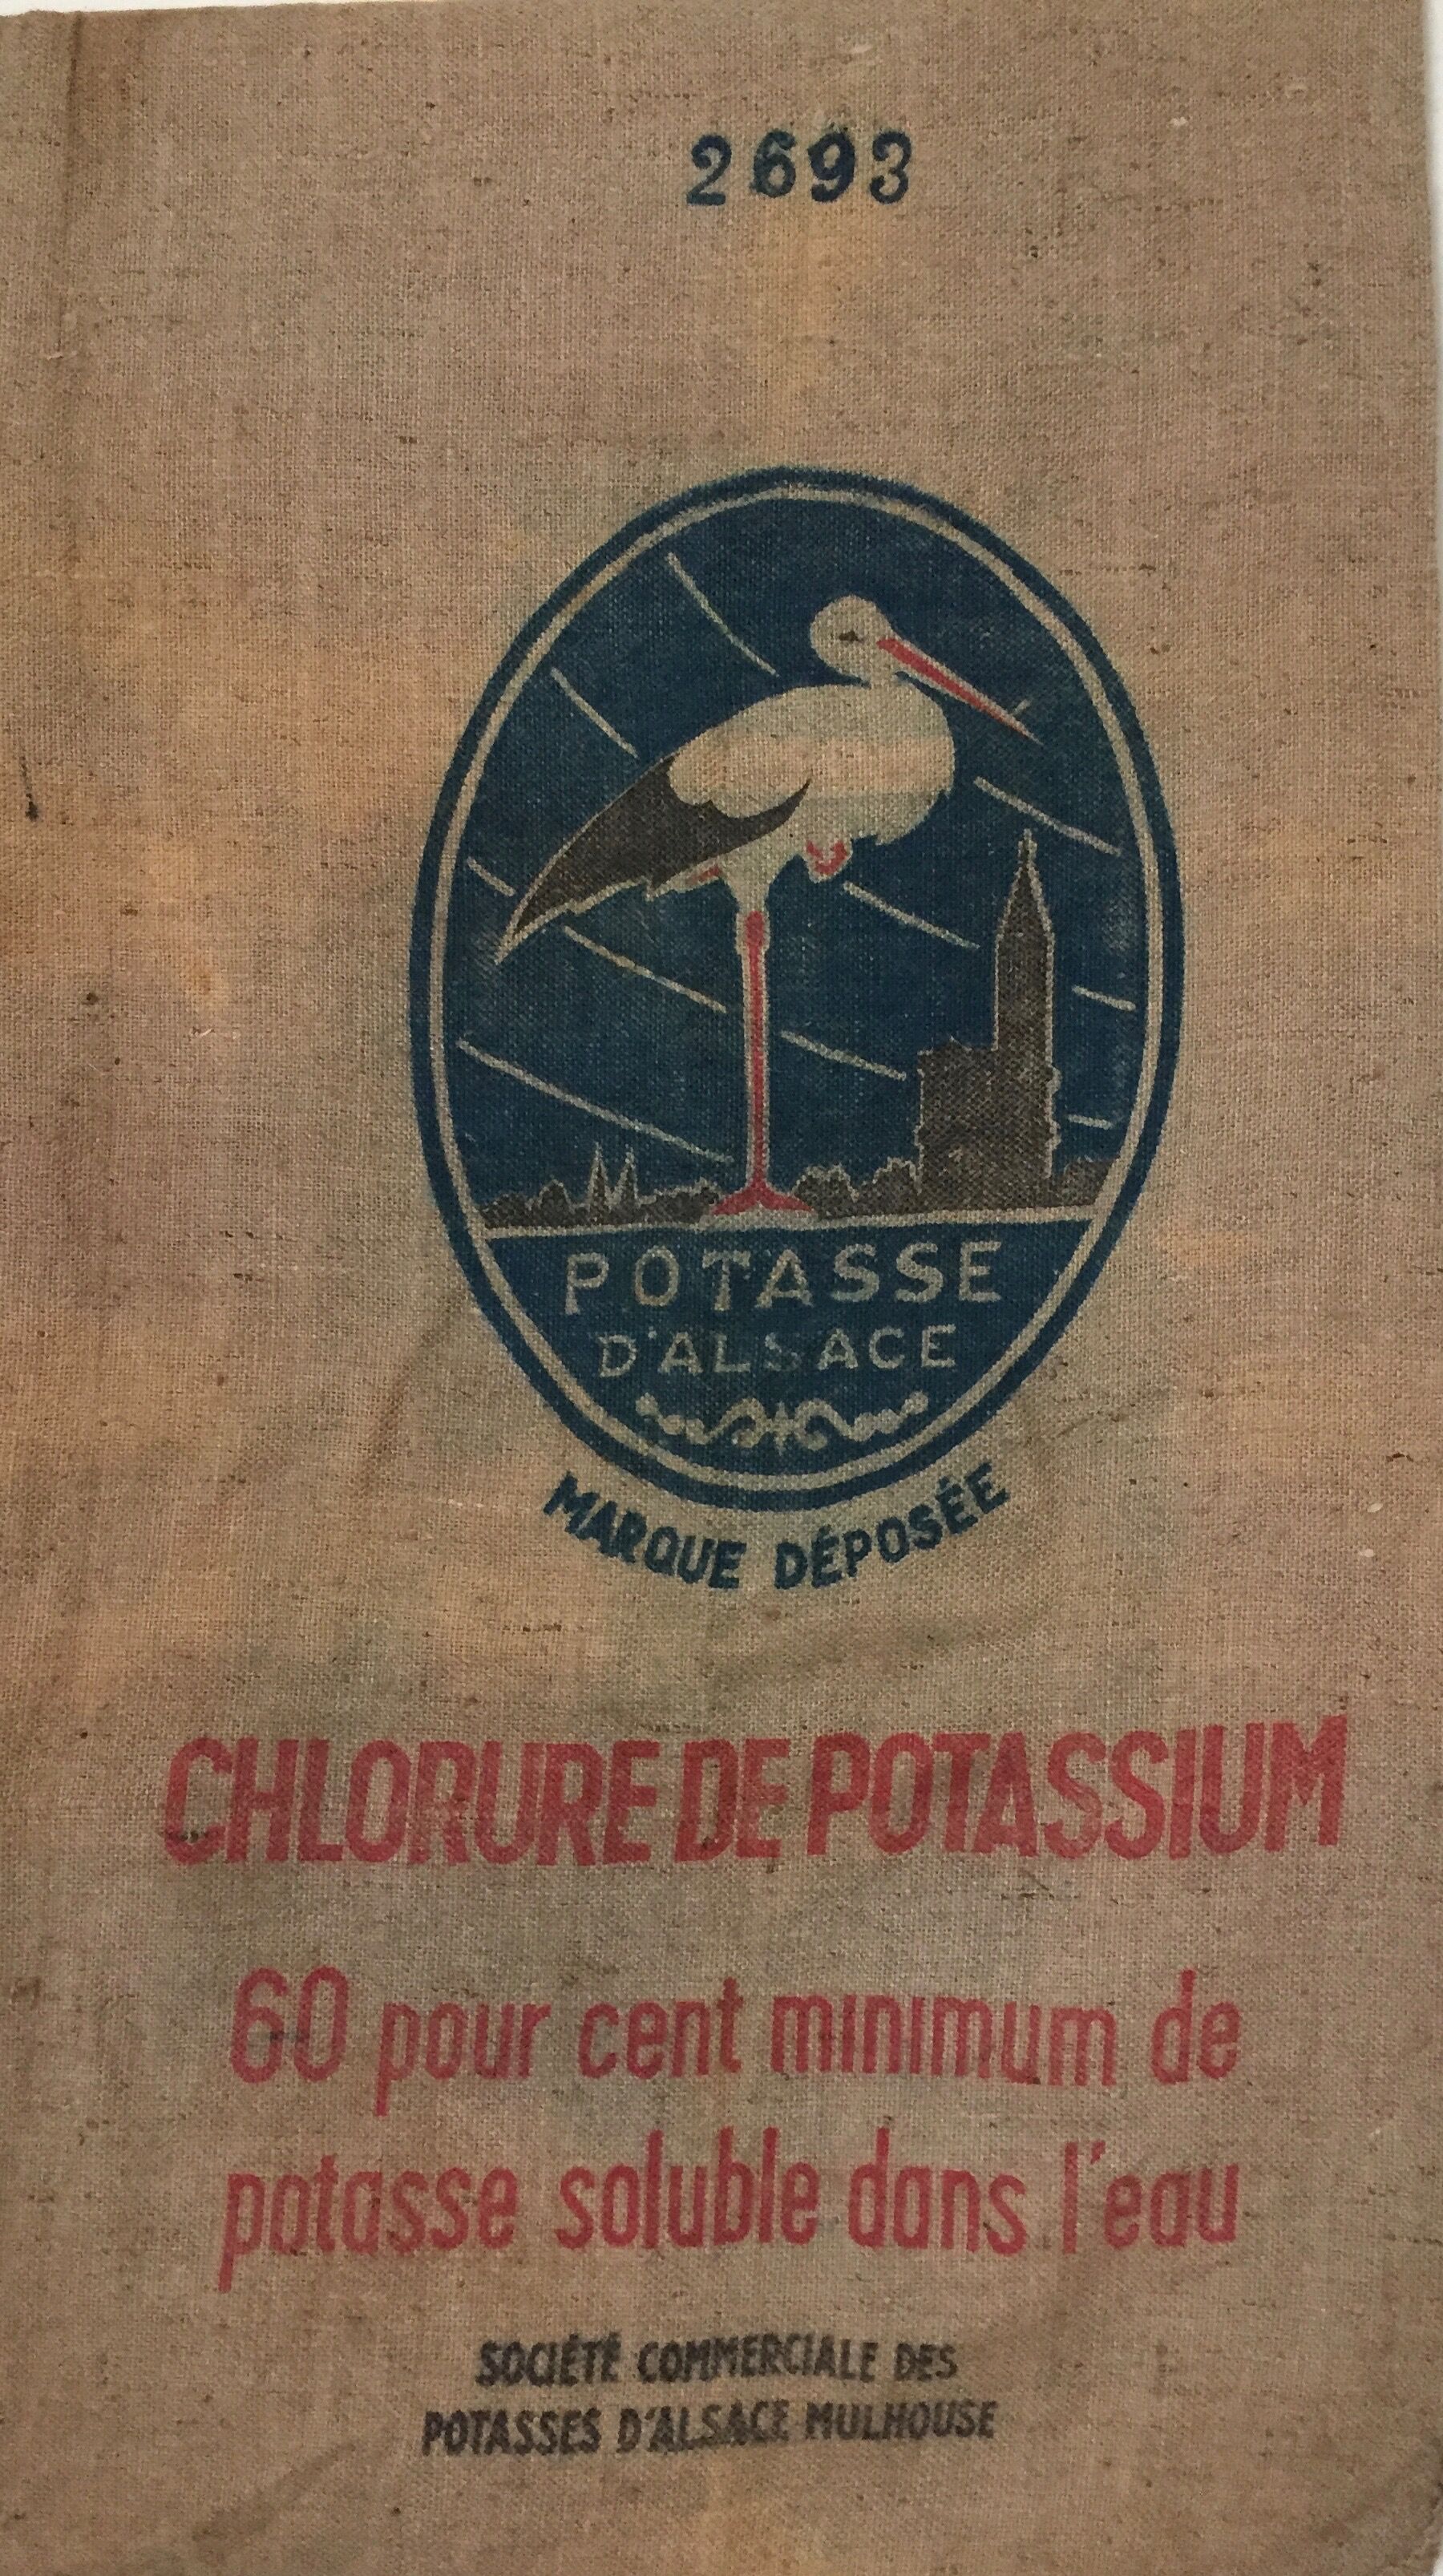 2693
POTASSE
D'ALSACE
MARQUE DÉPOSÉE
CHLORURE DE POTASSIUM
60 pour cent minimum de
potasse soluble dans l'eau
SOCIÉTÉ COMMERCIALE DES
POTASSES D'ALSACE MULHOUSE